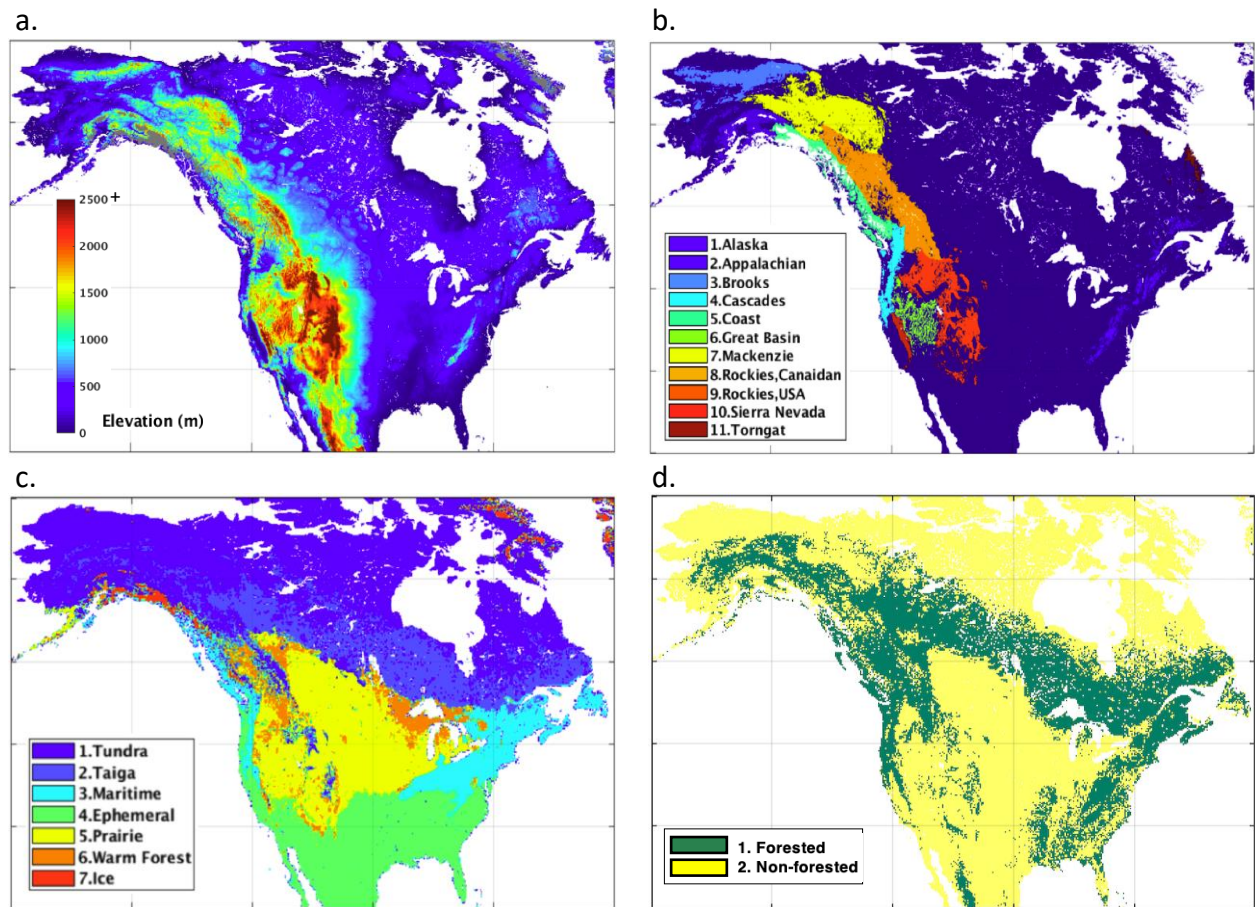 a.
2500+
2000
1500
1000
500
0
Elevation (m)
b.
1.Alaska
2.Appalachian
3.Brooks
4.Cascades
5.Coast
6.Great Basin
7.Mackenzie
8.Rockies,Canaidan
9.Rockies,USA
10.Sierra Nevada
11.Torngat
c.
1.Tundra
2.Taiga
3.Maritime
4.Ephemeral
5.Prairie
6.Warm Forest
7.Ice
d.
1. Forested
2. Non-forested